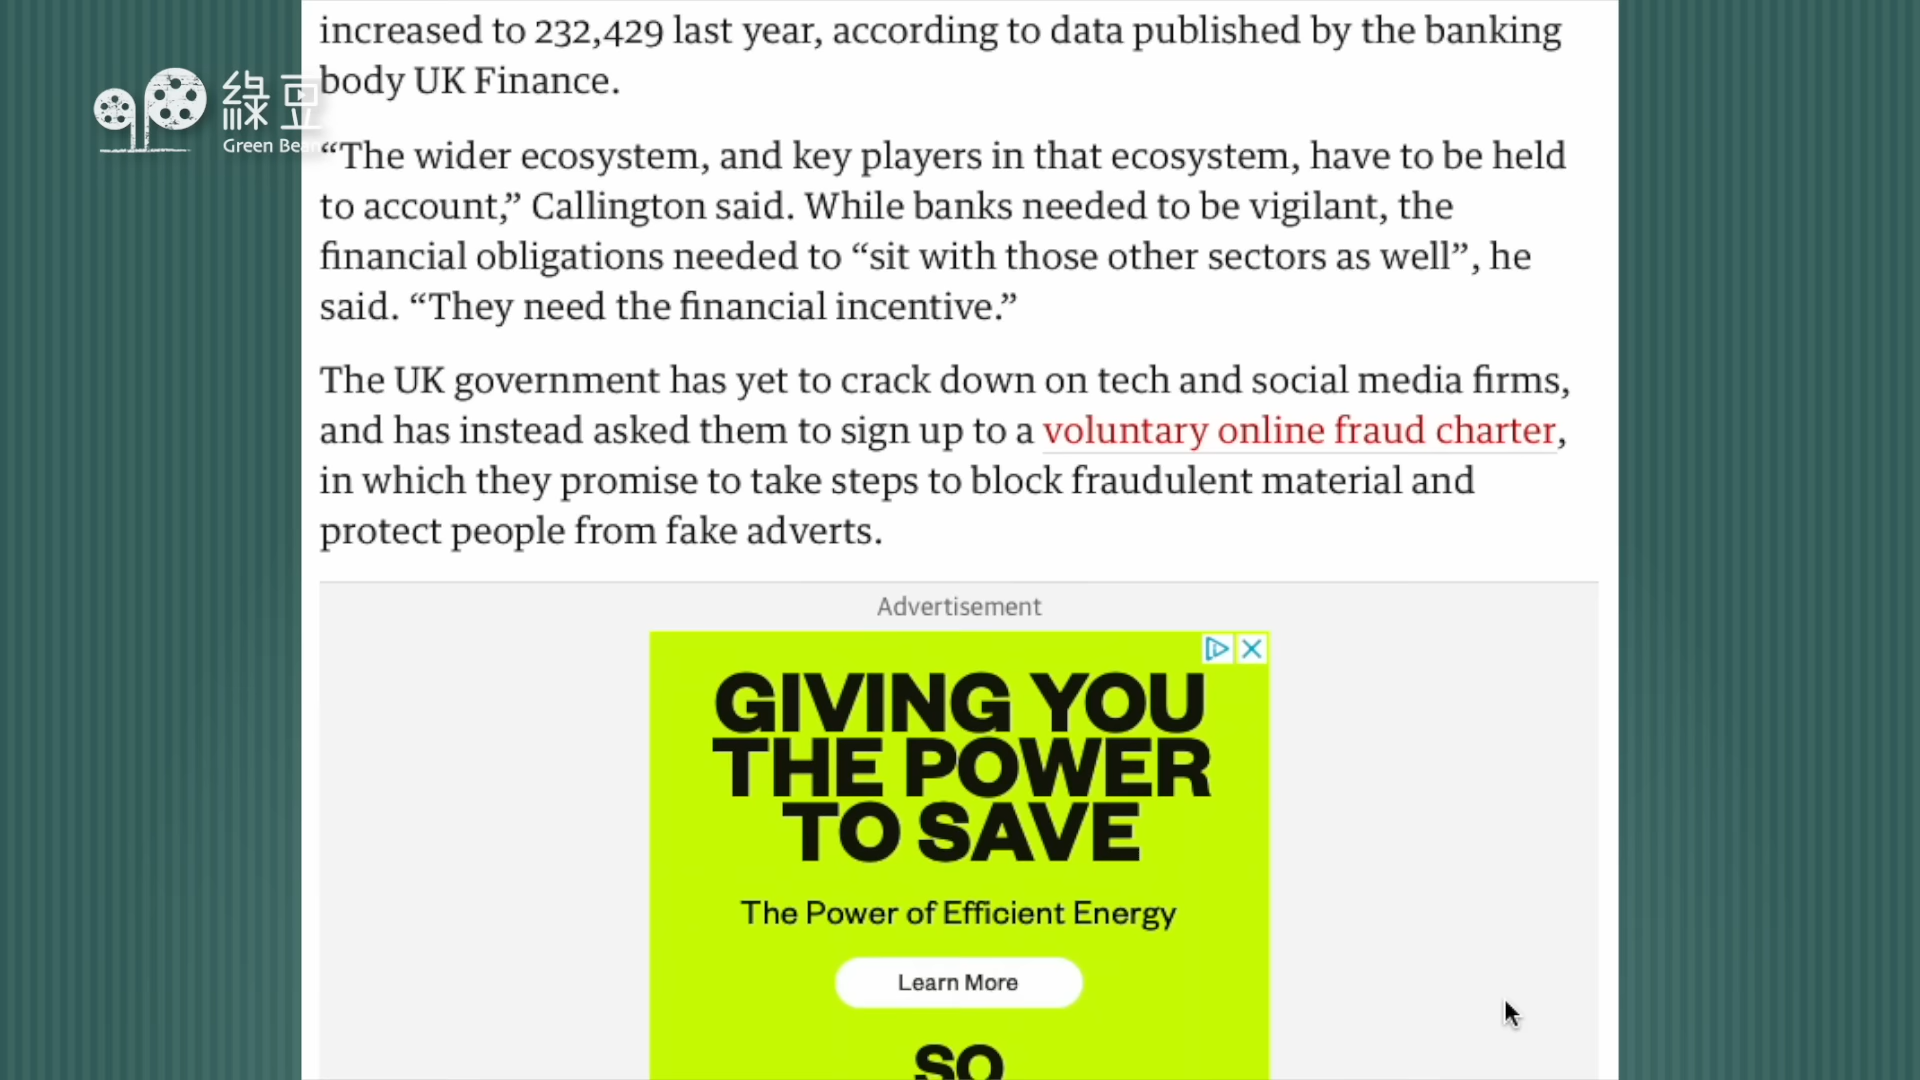 increased to 232,429 last year, according to data published by the banking
body UK Finance.
綠豆
Green Bean
“The wider ecosystem, and key players in that ecosystem, have to be held
to account,” Callington said. While banks needed to be vigilant, the
financial obligations needed to “sit with those other sectors as well”, he
said. “They need the financial incentive.”
The UK government has yet to crack down on tech and social media firms,
and has instead asked them to sign up to a voluntary online fraud charter,
in which they promise to take steps to block fraudulent material and
protect people from fake adverts.
Advertisement
GIVING YOU
THE POWER
TO SAVE
The Power of Efficient Energy
Learn More
SO